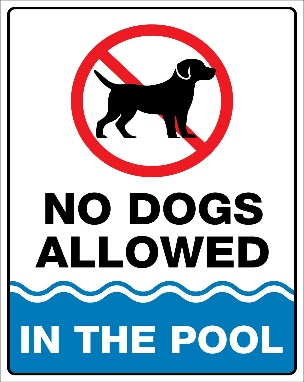 NO DOGS
ALLOWED
IN THE POOL